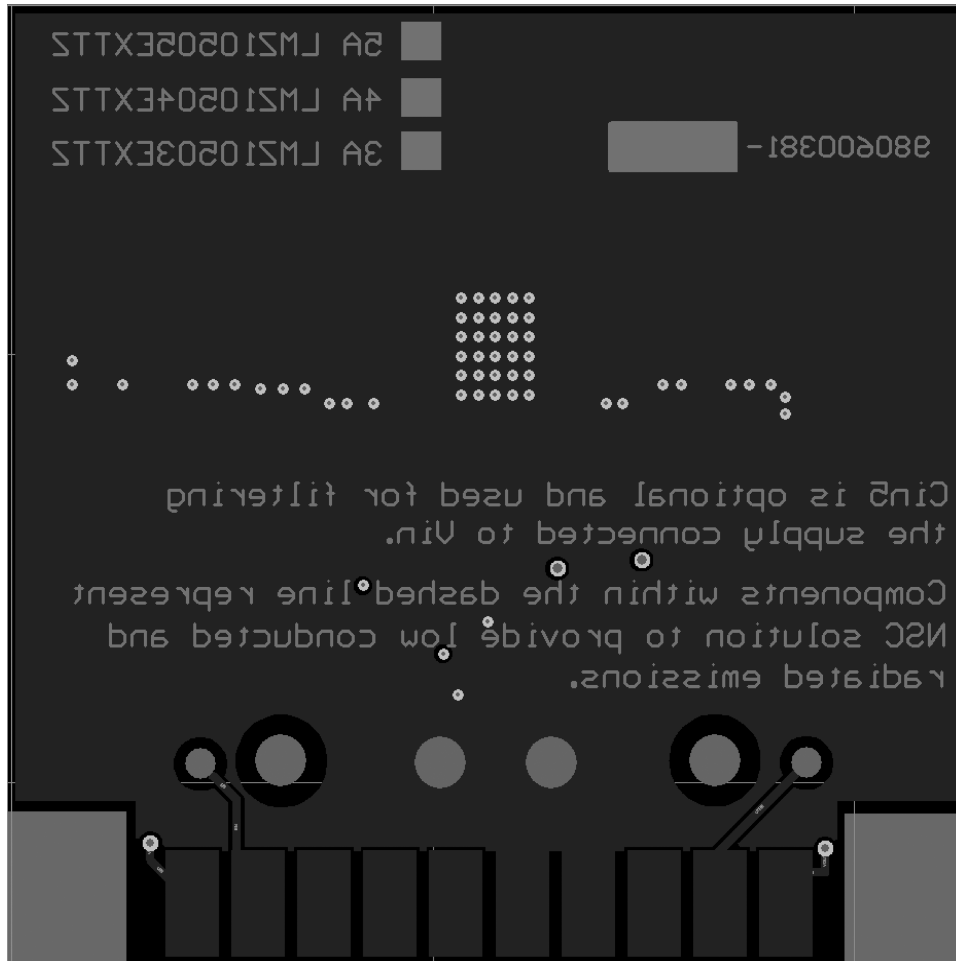 5A LMZ10505EXTTZ
4A LMZ10504EXTTZ
3A LMZ10503EXTTZ
980600381-
Cin5 is optional and used for filtering
the supply connected to Vin.
Components within the dashed line represent
NSC solution to provide low conducted and
radiated emissions.